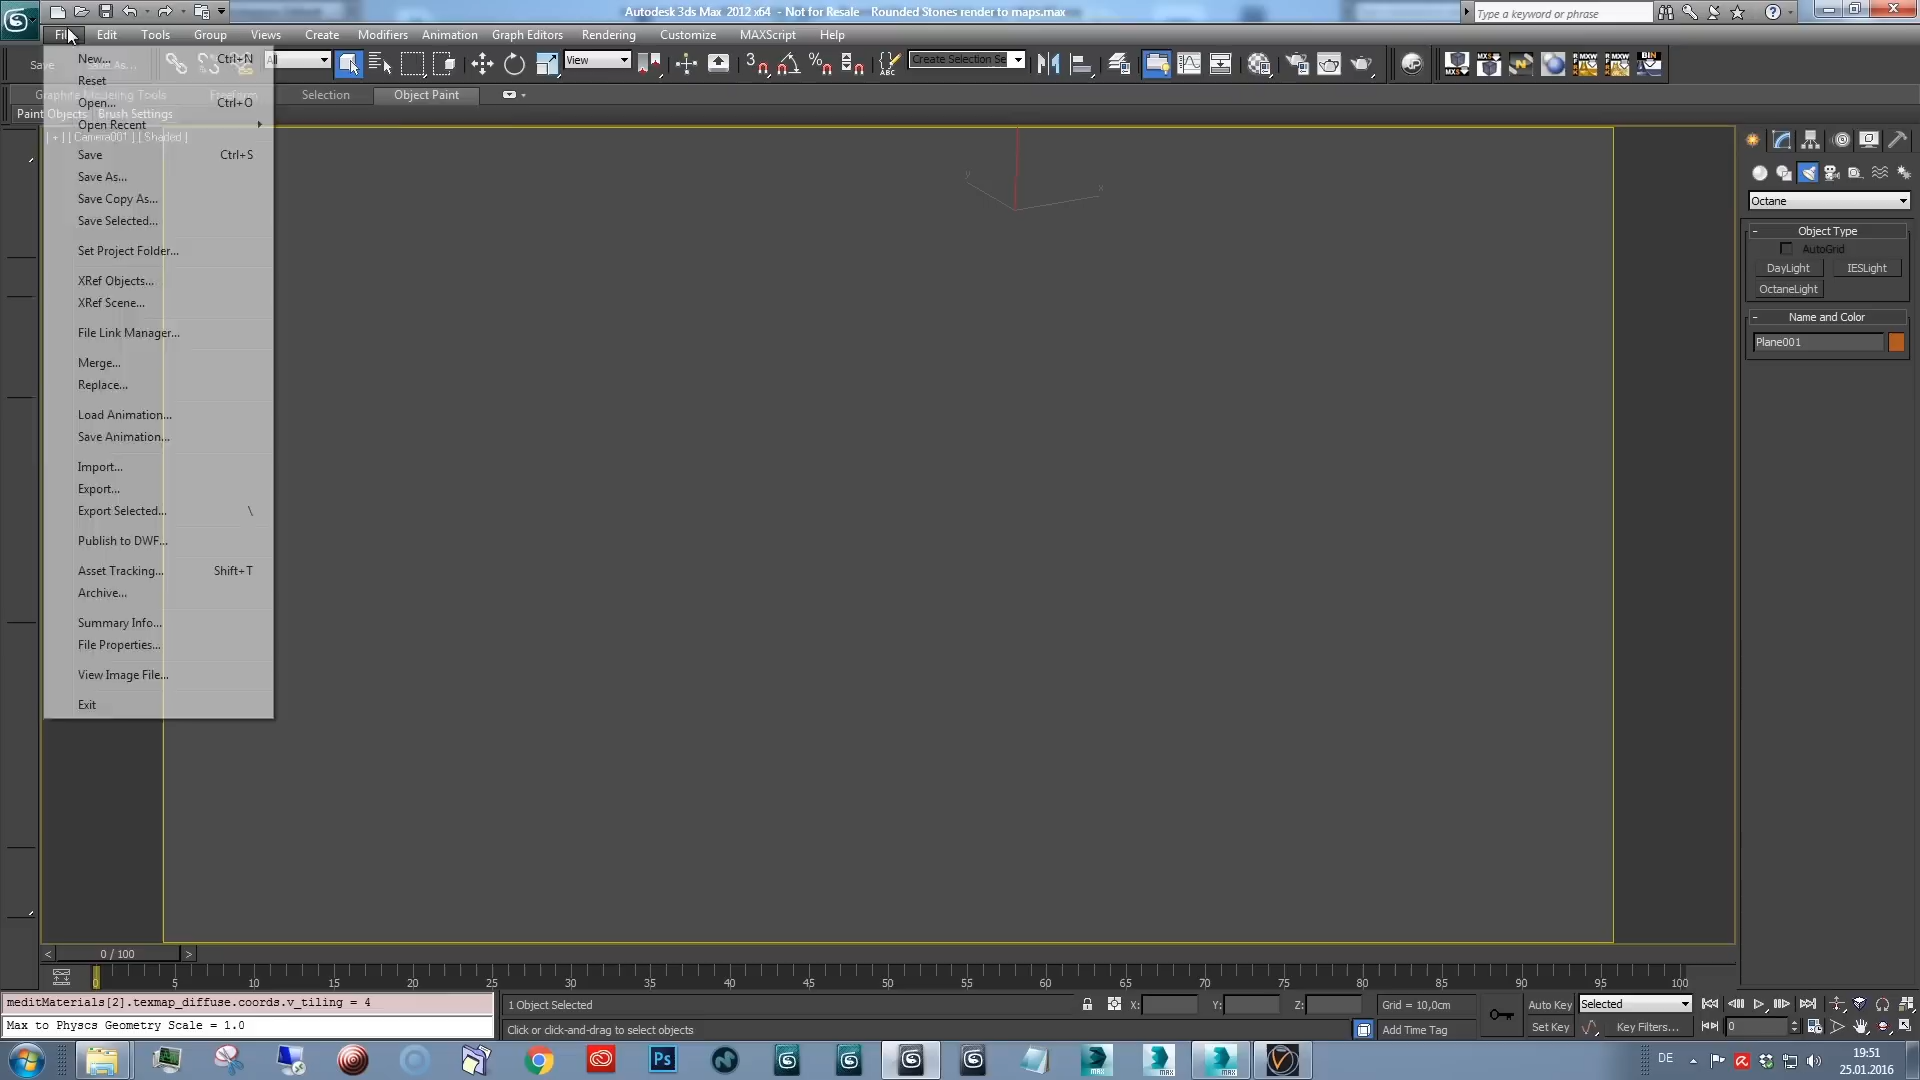 Autodesk 3ds Max 2012 x64 - Not for Resale Rounded Stones render to maps.max
Type a keyword or phrase
Edit Tools Group Views Create Modifiers Animation Graph Editors Rendering Customize MAXScript Help
New... Ctrl+N
Reset
Open... Ctrl+O
Open Recent
Save Ctrl+S
Save As...
Save Copy As...
Save Selected...
Set Project Folder...
XRef Objects...
XRef Scene...
File Link Manager...
Merge...
Replace...
Load Animation...
Save Animation...
Import...
Export...
Export Selected... \
Publish to DWF...
Asset Tracking... Shift+T
Archive...
Summary Info...
File Properties...
View Image File...
Exit
Save Save As...
All
View
Create Selection Se
Graphite Modeling Tools Freeform Selection Object Paint
Paint Objects Brush Settings
[ + ] [ Camera001 ] [ Shaded ]
Octane
- Object Type
AutoGrid
DayLight IESLight
OctaneLight
- Name and Color
Plane001
< 0 / 100 >
0 5 10 15 20 25 30 35 40 45 50 55 60 65 70 75 80 85 90 95 100
meditMaterials[2].texmap_diffuse.coords.v_tiling = 4
Max to Physcs Geometry Scale = 1.0
1 Object Selected
Click or click-and-drag to select objects
X: Y: Z:
Grid = 10,0cm
Add Time Tag
Auto Key Selected
Set Key Key Filters...
0
Ps
MAX MAX MAX
DE
19:51
25.01.2016